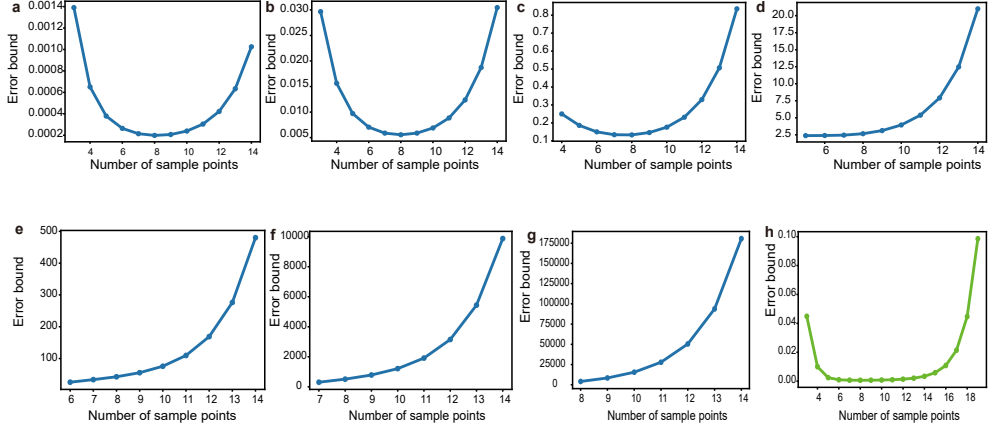 a
Error bound
0.0014
0.0012
0.0010
0.0008
0.0006
0.0004
0.0002
4 6 8 10 12 14
Number of sample points
b
Error bound
0.030
0.025
0.020
0.015
0.010
0.005
4 6 8 10 12 14
Number of sample points
c
Error bound
0.8
0.7
0.6
0.5
0.4
0.3
0.2
0.1
4 6 8 10 12 14
Number of sample points
d
Error bound
20.0
17.5
15.0
12.5
10.0
7.5
5.0
2.5
6 8 10 12 14
Number of sample points
e
Error bound
500
400
300
200
100
6 7 8 9 10 11 12 13 14
Number of sample points
f
Error bound
10000
8000
6000
4000
2000
0
7 8 9 10 11 12 13 14
Number of sample points
g
Error bound
175000
150000
125000
100000
75000
50000
25000
0
8 9 10 11 12 13 14
Number of sample points
h
Error bound
0.10
0.08
0.06
0.04
0.02
0.00
4 6 8 10 12 14 16 18
Number of sample points